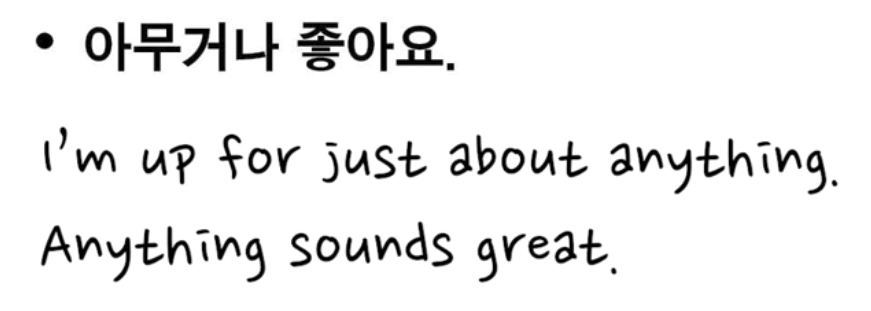 • 아무거나 좋아요.
I'm up for just about anything.
Anything sounds great.